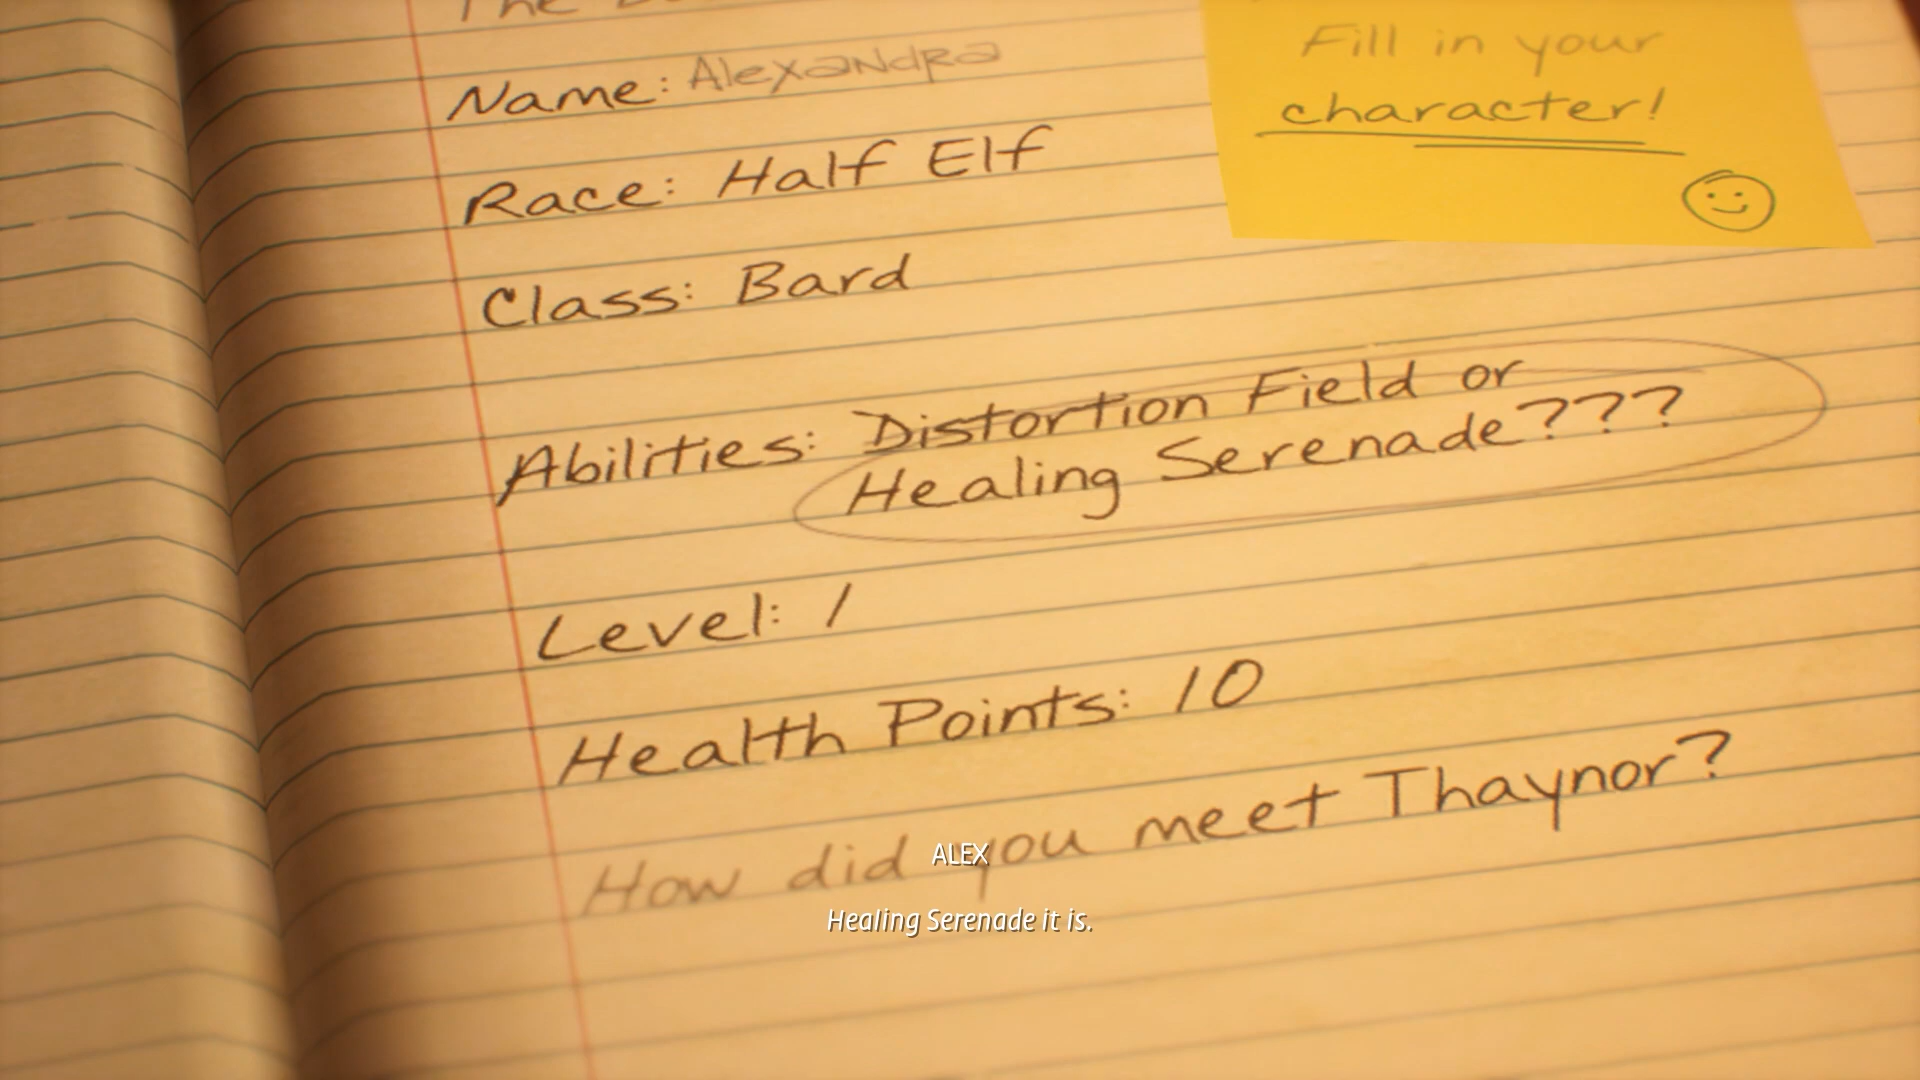 The
Name: Alexandra
Race: Half Elf
Class: Bard
Abilities: Distortion Field or
Healing Serenade???
Level: 1
Health Points: 10
How did you meet Thaynor?
Fill in your
character!
ALEX
Healing Serenade it is.